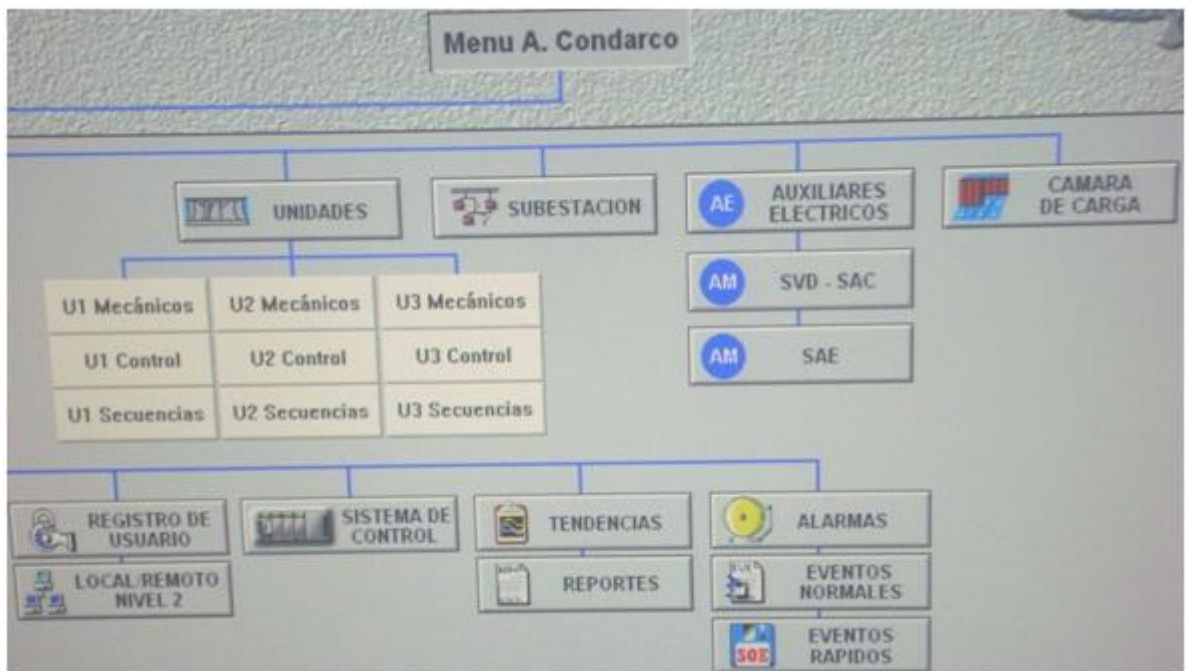 Menu A. Condarco
UNIDADES
SUBESTACION
AE
AUXILIARES
ELECTRICOS
CAMARA
DE CARGA
AM
SVD - SAC
AM
SAE
U1 Mecánicos
U2 Mecánicos
U3 Mecánicos
U1 Control
U2 Control
U3 Control
U1 Secuencias
U2 Secuencias
U3 Secuencias
REGISTRO DE
USUARIO
SISTEMA DE
CONTROL
TENDENCIAS
ALARMAS
LOCAL/REMOTO
NIVEL 2
REPORTES
EVENTOS
NORMALES
SOE
EVENTOS
RAPIDOS